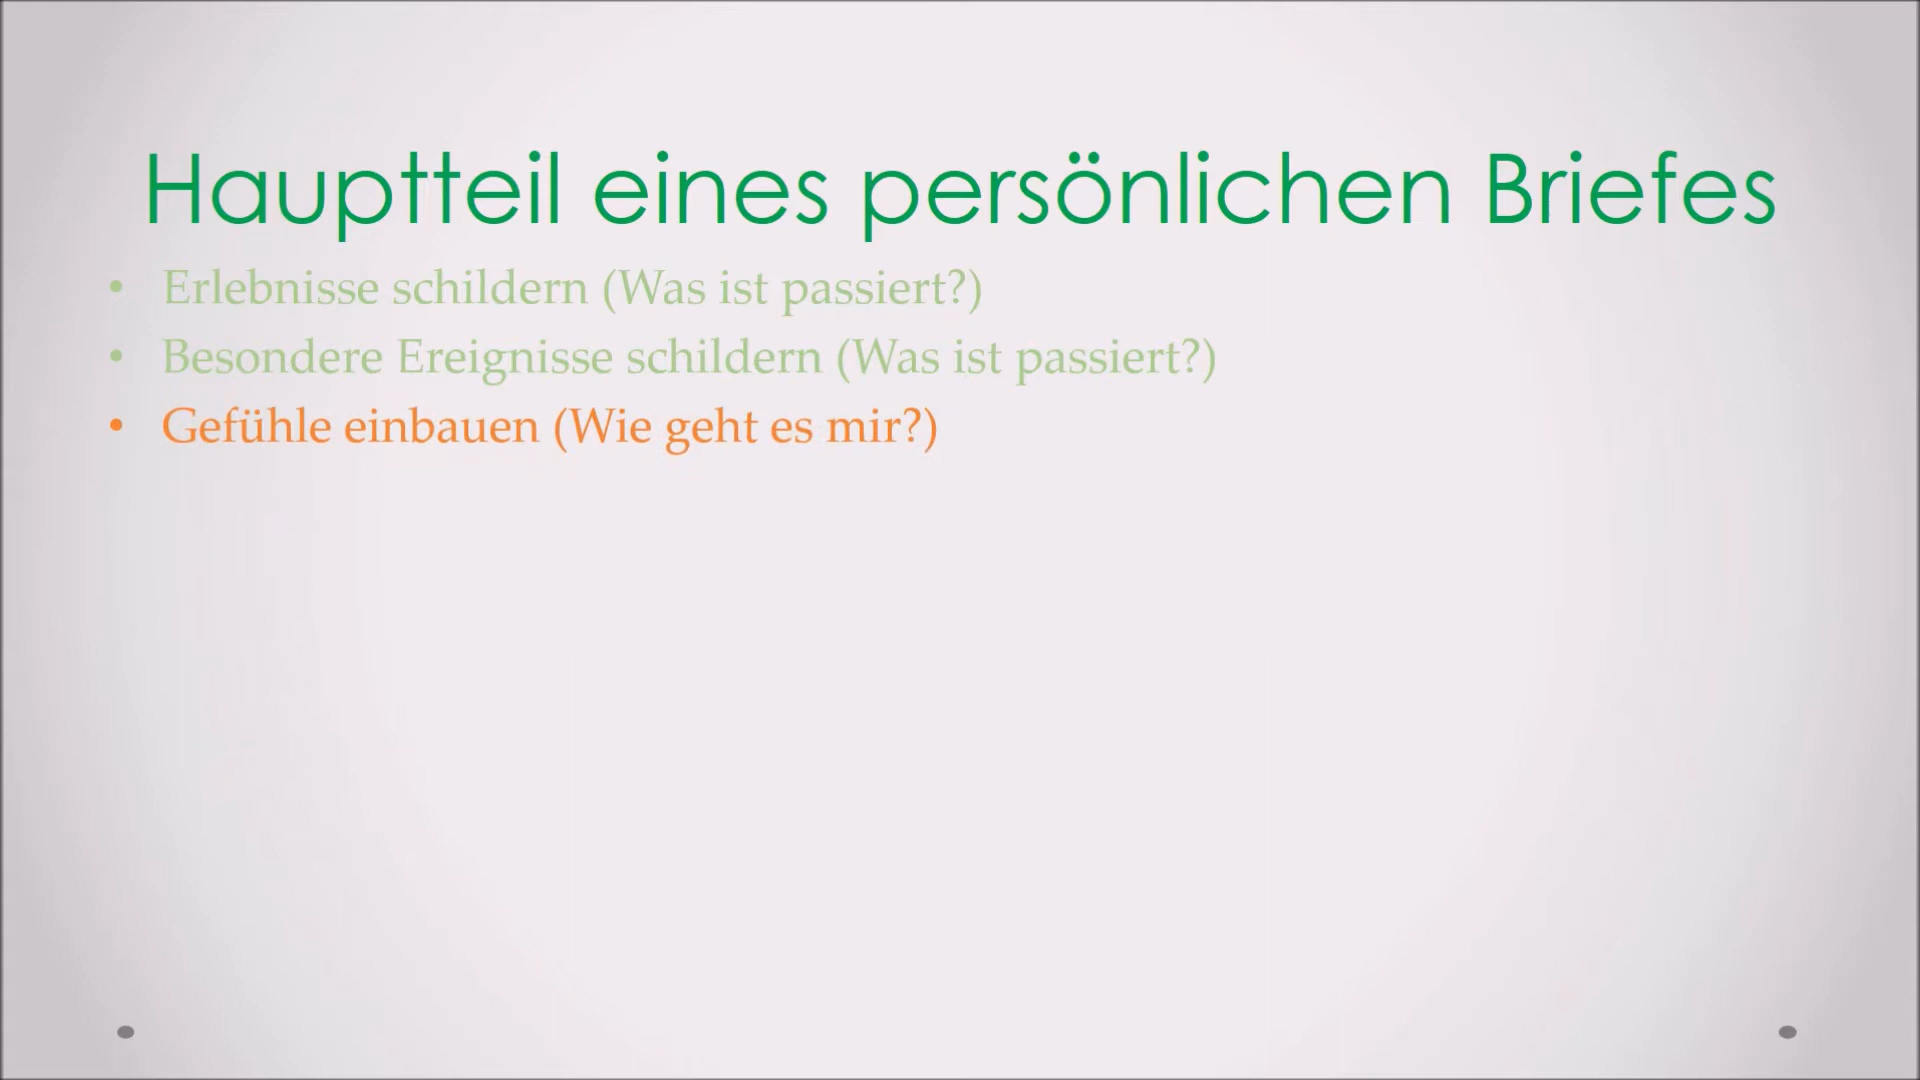 Hauptteil eines persönlichen Briefes
• Erlebnisse schildern (Was ist passiert?)
• Besondere Ereignisse schildern (Was ist passiert?)
• Gefühle einbauen (Wie geht es mir?)